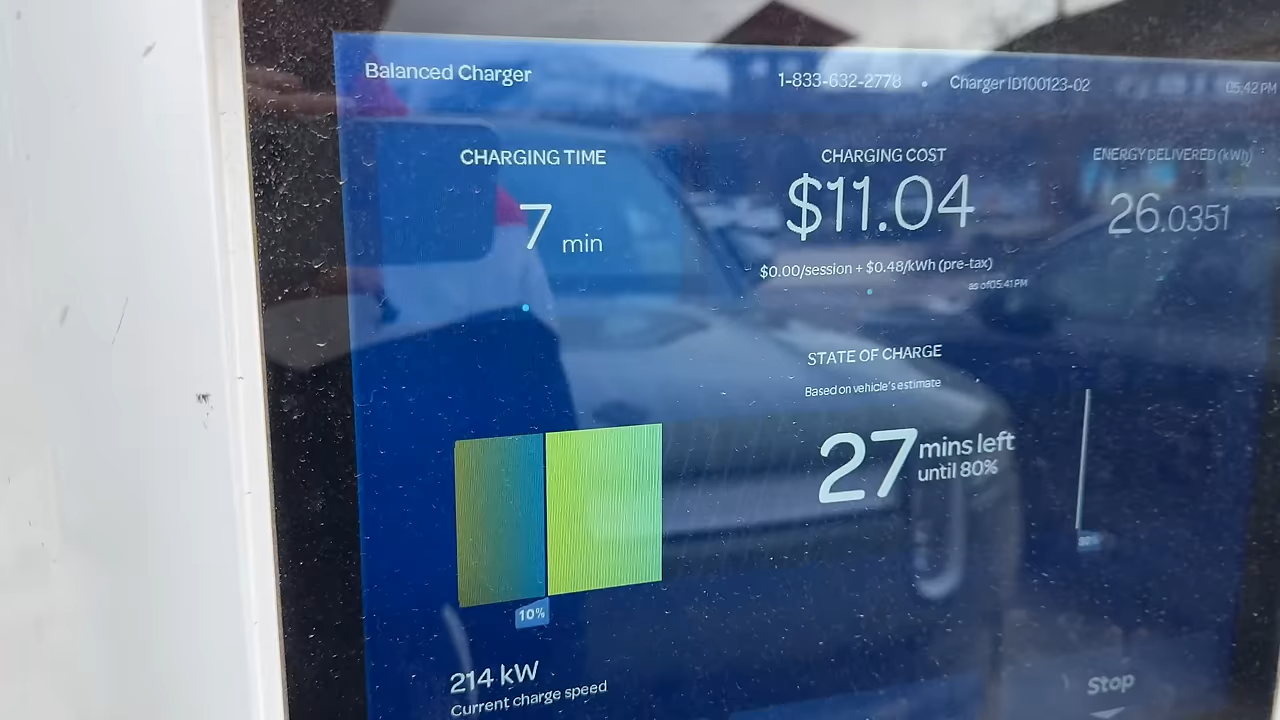 Balanced Charger
1-833-632-2778 • Charger ID100123-02
05:42 PM
CHARGING TIME
7 min
CHARGING COST
$11.04
$0.00/session + $0.48/kWh (pre-tax)
as of 05:41 PM
ENERGY DELIVERED (kWh)
26.0351
STATE OF CHARGE
Based on vehicle's estimate
27 mins left
until 80%
10%
80%
214 kW
Current charge speed
Stop